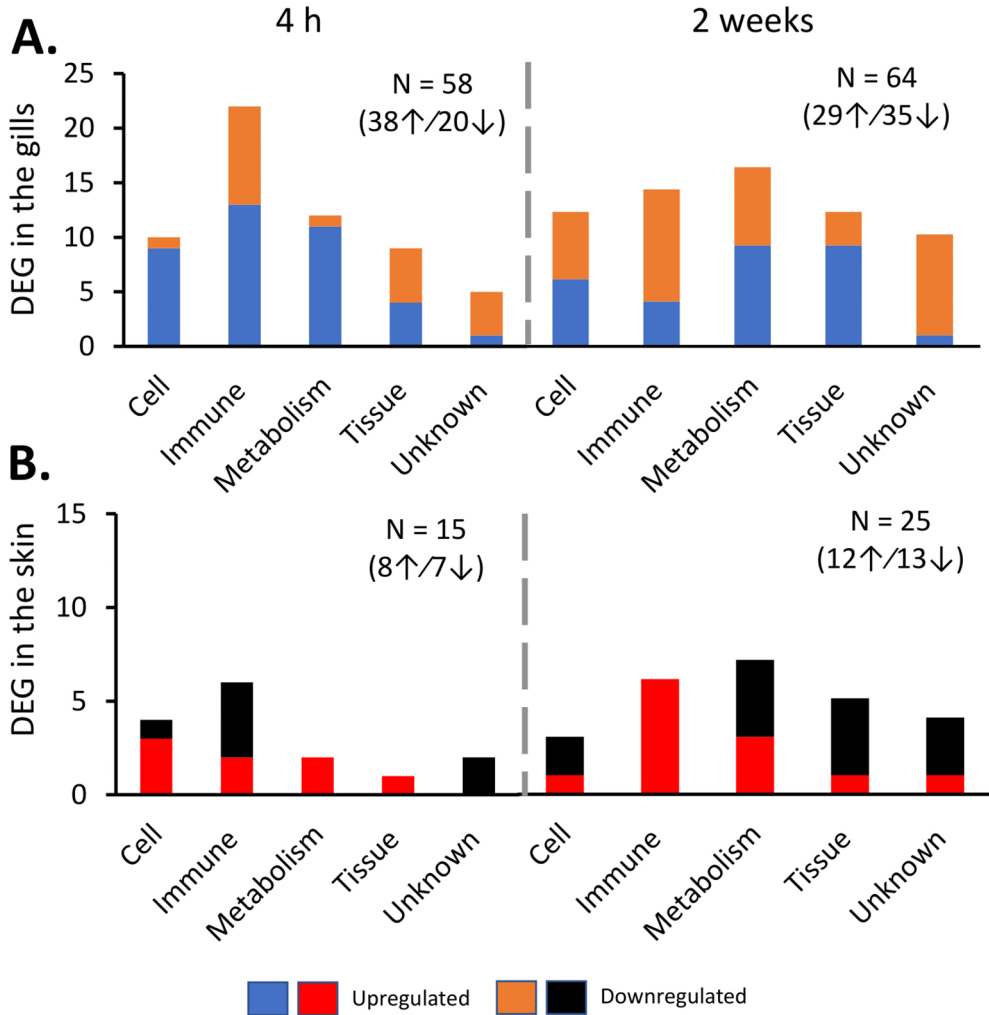 A.
4 h
2 weeks
DEG in the gills
25
20
15
10
5
0
N = 58
(38↑/20↓)
N = 64
(29↑/35↓)
Cell
Immune
Metabolism
Tissue
Unknown
Cell
Immune
Metabolism
Tissue
Unknown
B.
DEG in the skin
15
10
5
0
N = 15
(8↑/7↓)
N = 25
(12↑/13↓)
Cell
Immune
Metabolism
Tissue
Unknown
Cell
Immune
Metabolism
Tissue
Unknown
Upregulated
Downregulated